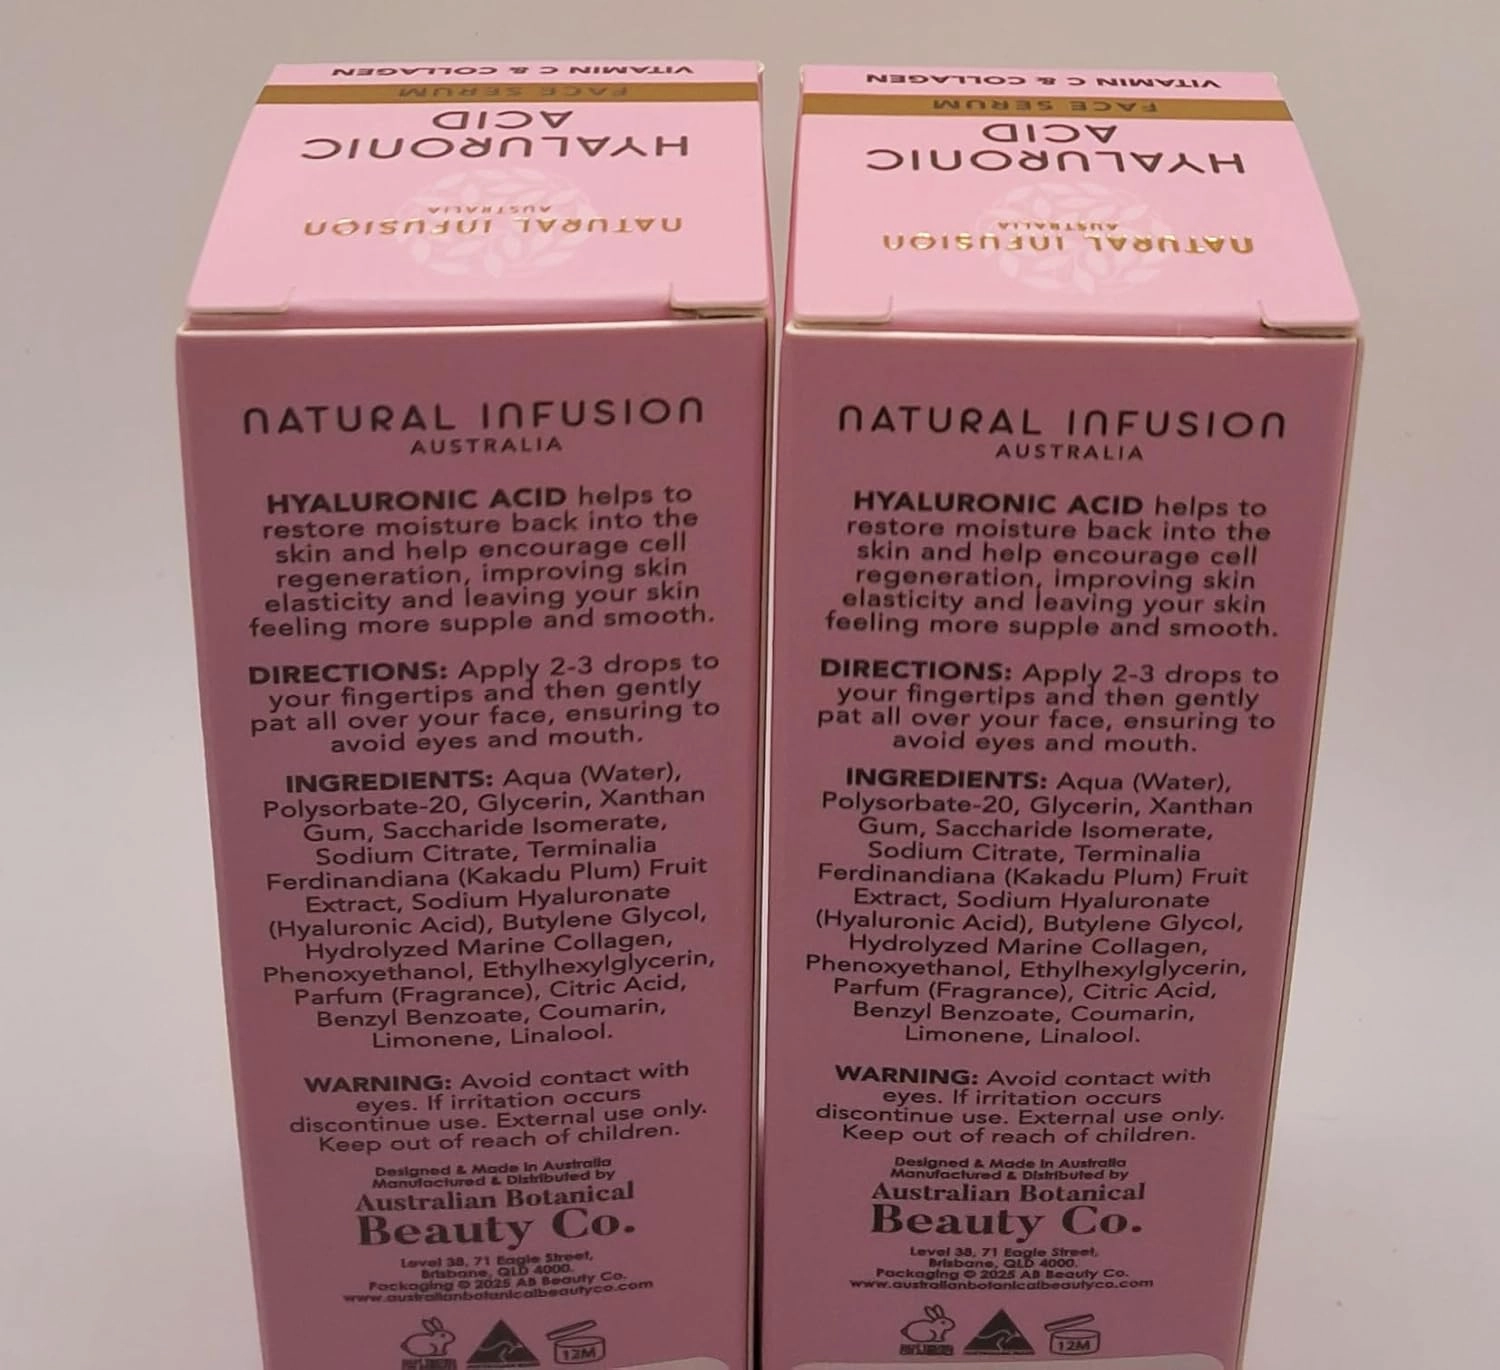 VITAMIN C & COLLAGEN
FACE SERUM
HYALURONIC
ACID
NATURAL INFUSION
AUSTRALIA
NATURAL INFUSION
AUSTRALIA
HYALURONIC ACID helps to
restore moisture back into the
skin and help encourage cell
regeneration, improving skin
elasticity and leaving your skin
feeling more supple and smooth.
DIRECTIONS: Apply 2-3 drops to
your fingertips and then gently
pat all over your face, ensuring to
avoid eyes and mouth.
INGREDIENTS: Aqua (Water),
Polysorbate-20, Glycerin, Xanthan
Gum, Saccharide Isomerate,
Sodium Citrate, Terminalia
Ferdinandiana (Kakadu Plum) Fruit
Extract, Sodium Hyaluronate
(Hyaluronic Acid), Butylene Glycol,
Hydrolyzed Marine Collagen,
Phenoxyethanol, Ethylhexylglycerin,
Parfum (Fragrance), Citric Acid,
Benzyl Benzoate, Coumarin,
Limonene, Linalool.
WARNING: Avoid contact with
eyes. If irritation occurs
discontinue use. External use only.
Keep out of reach of children.
Designed & Made In Australia
Manufactured & Distributed by
Australian Botanical
Beauty Co.
Level 38, 71 Eagle Street,
Brisbane, QLD 4000.
Packaging © 2025 AB Beauty Co.
www.australianbotanicalbeautyco.com
12M
VITAMIN C & COLLAGEN
FACE SERUM
HYALURONIC
ACID
NATURAL INFUSION
AUSTRALIA
NATURAL INFUSION
AUSTRALIA
HYALURONIC ACID helps to
restore moisture back into the
skin and help encourage cell
regeneration, improving skin
elasticity and leaving your skin
feeling more supple and smooth.
DIRECTIONS: Apply 2-3 drops to
your fingertips and then gently
pat all over your face, ensuring to
avoid eyes and mouth.
INGREDIENTS: Aqua (Water),
Polysorbate-20, Glycerin, Xanthan
Gum, Saccharide Isomerate,
Sodium Citrate, Terminalia
Ferdinandiana (Kakadu Plum) Fruit
Extract, Sodium Hyaluronate
(Hyaluronic Acid), Butylene Glycol,
Hydrolyzed Marine Collagen,
Phenoxyethanol, Ethylhexylglycerin,
Parfum (Fragrance), Citric Acid,
Benzyl Benzoate, Coumarin,
Limonene, Linalool.
WARNING: Avoid contact with
eyes. If irritation occurs
discontinue use. External use only.
Keep out of reach of children.
Designed & Made In Australia
Manufactured & Distributed by
Australian Botanical
Beauty Co.
Level 38, 71 Eagle Street,
Brisbane, QLD 4000.
Packaging © 2025 AB Beauty Co.
www.australianbotanicalbeautyco.com
12M